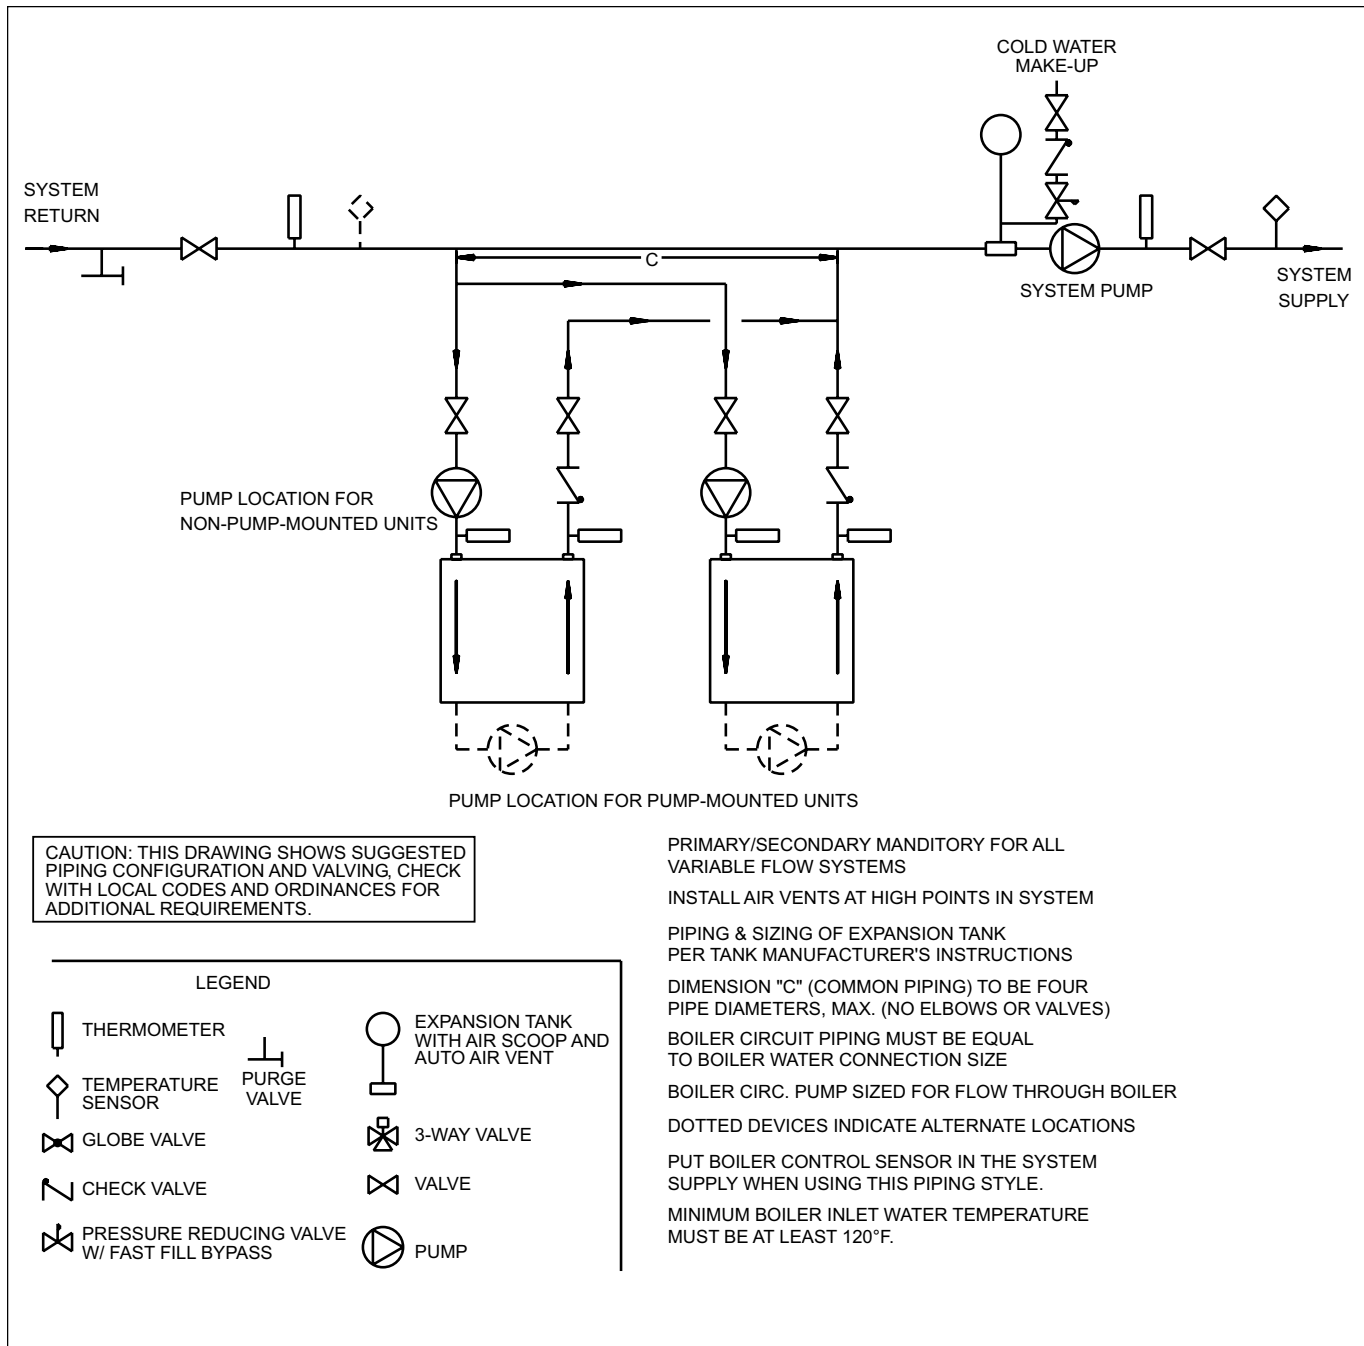 COLD WATER
MAKE-UP
SYSTEM
RETURN
C
SYSTEM PUMP
SYSTEM
SUPPLY
PUMP LOCATION FOR
NON-PUMP-MOUNTED UNITS
PUMP LOCATION FOR PUMP-MOUNTED UNITS
CAUTION: THIS DRAWING SHOWS SUGGESTED
PIPING CONFIGURATION AND VALVING, CHECK
WITH LOCAL CODES AND ORDINANCES FOR
ADDITIONAL REQUIREMENTS.
LEGEND
THERMOMETER
TEMPERATURE
SENSOR
PURGE
VALVE
GLOBE VALVE
CHECK VALVE
PRESSURE REDUCING VALVE
W/ FAST FILL BYPASS
EXPANSION TANK
WITH AIR SCOOP AND
AUTO AIR VENT
3-WAY VALVE
VALVE
PUMP
PRIMARY/SECONDARY MANDITORY FOR ALL
VARIABLE FLOW SYSTEMS
INSTALL AIR VENTS AT HIGH POINTS IN SYSTEM
PIPING & SIZING OF EXPANSION TANK
PER TANK MANUFACTURER'S INSTRUCTIONS
DIMENSION "C" (COMMON PIPING) TO BE FOUR
PIPE DIAMETERS, MAX. (NO ELBOWS OR VALVES)
BOILER CIRCUIT PIPING MUST BE EQUAL
TO BOILER WATER CONNECTION SIZE
BOILER CIRC. PUMP SIZED FOR FLOW THROUGH BOILER
DOTTED DEVICES INDICATE ALTERNATE LOCATIONS
PUT BOILER CONTROL SENSOR IN THE SYSTEM
SUPPLY WHEN USING THIS PIPING STYLE.
MINIMUM BOILER INLET WATER TEMPERATURE
MUST BE AT LEAST 120°F.